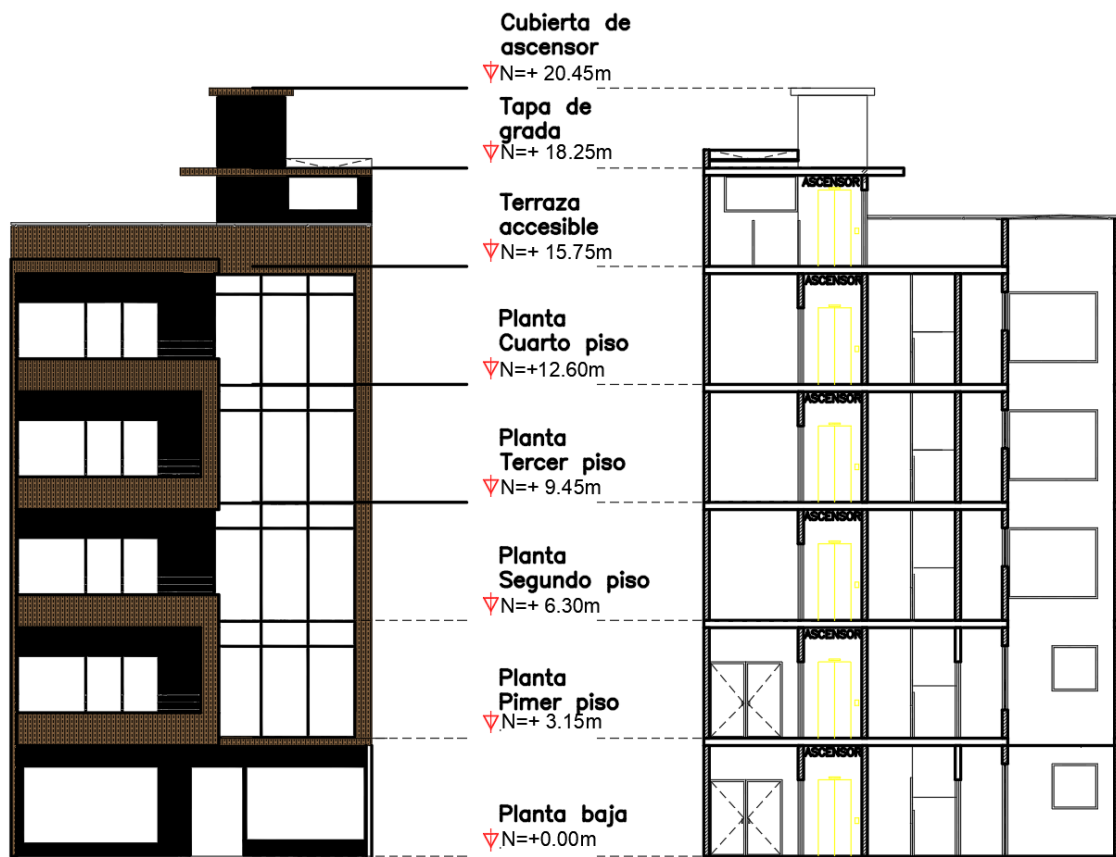 Cubierta de
ascensor
N=+ 20.45m
Tapa de
grada
N=+ 18.25m
ASCENSOR
Terraza
accesible
N=+ 15.75m
ASCENSOR
Planta
Cuarto piso
N=+12.60m
ASCENSOR
Planta
Tercer piso
N=+ 9.45m
ASCENSOR
Planta
Segundo piso
N=+ 6.30m
ASCENSOR
Planta
Pimer piso
N=+ 3.15m
ASCENSOR
Planta baja
N=+0.00m